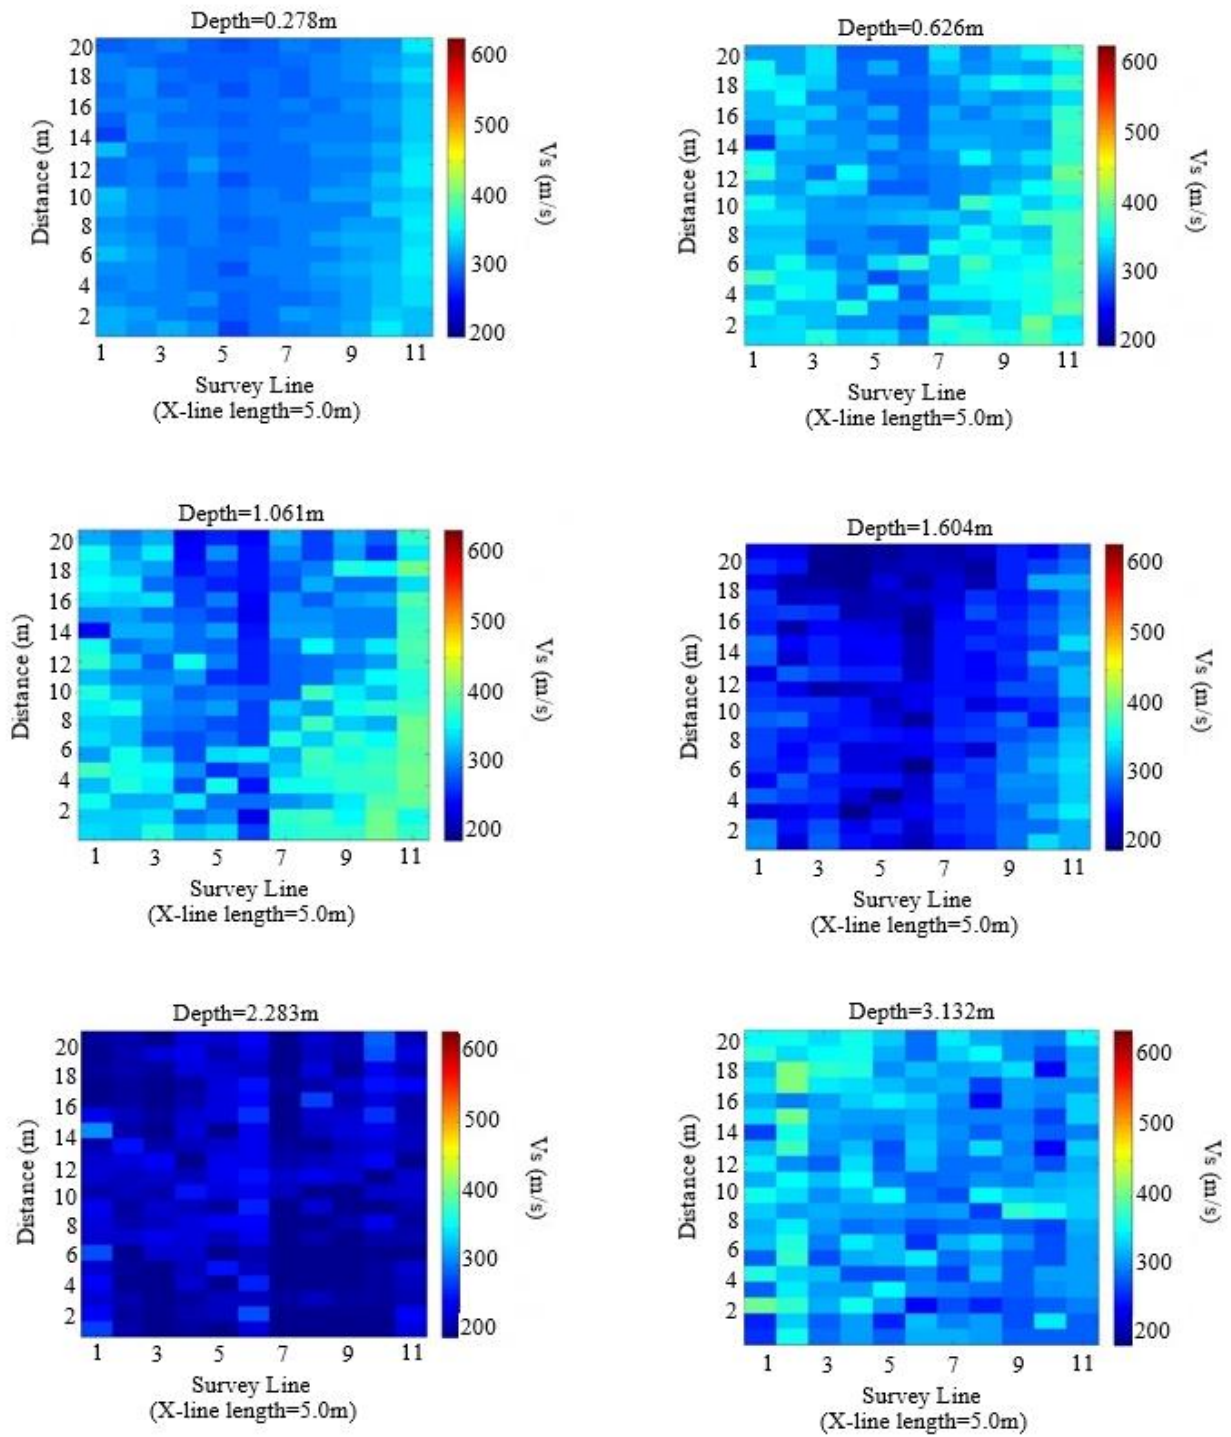 Depth=0.278m
20
18
16
14
12
10
8
6
4
2
Distance (m)
1 3 5 7 9 11
Survey Line
(X-line length=5.0m)
600
500
400
300
200
Vs (m/s)
Depth=0.626m
20
18
16
14
12
10
8
6
4
2
Distance (m)
1 3 5 7 9 11
Survey Line
(X-line length=5.0m)
600
500
400
300
200
Vs (m/s)
Depth=1.061m
20
18
16
14
12
10
8
6
4
2
Distance (m)
1 3 5 7 9 11
Survey Line
(X-line length=5.0m)
600
500
400
300
200
Vs (m/s)
Depth=1.604m
20
18
16
14
12
10
8
6
4
2
Distance (m)
1 3 5 7 9 11
Survey Line
(X-line length=5.0m)
600
500
400
300
200
Vs (m/s)
Depth=2.283m
20
18
16
14
12
10
8
6
4
2
Distance (m)
1 3 5 7 9 11
Survey Line
(X-line length=5.0m)
600
500
400
300
200
Vs (m/s)
Depth=3.132m
20
18
16
14
12
10
8
6
4
2
Distance (m)
1 3 5 7 9 11
Survey Line
(X-line length=5.0m)
600
500
400
300
200
Vs (m/s)